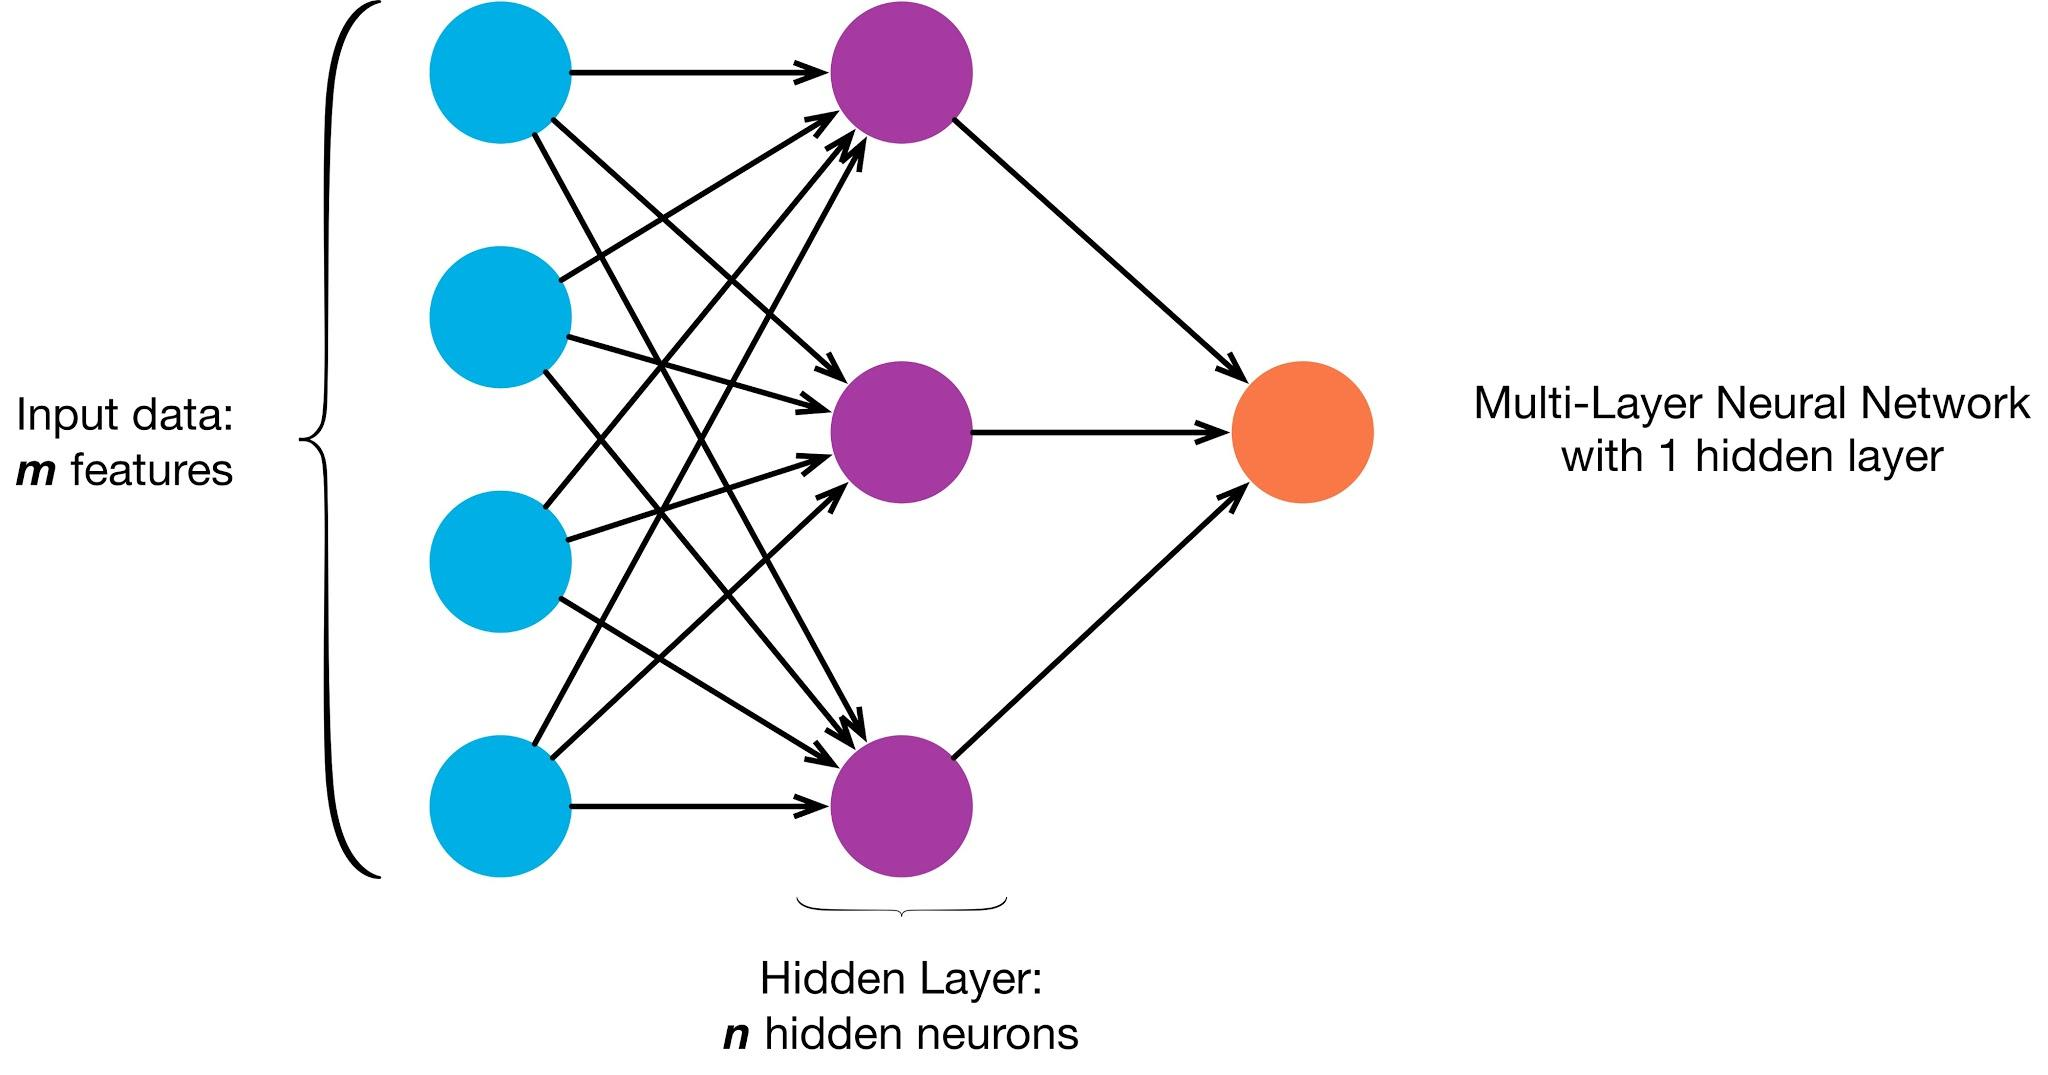 Input data:
m features
Multi-Layer Neural Network
with 1 hidden layer
Hidden Layer:
n hidden neurons